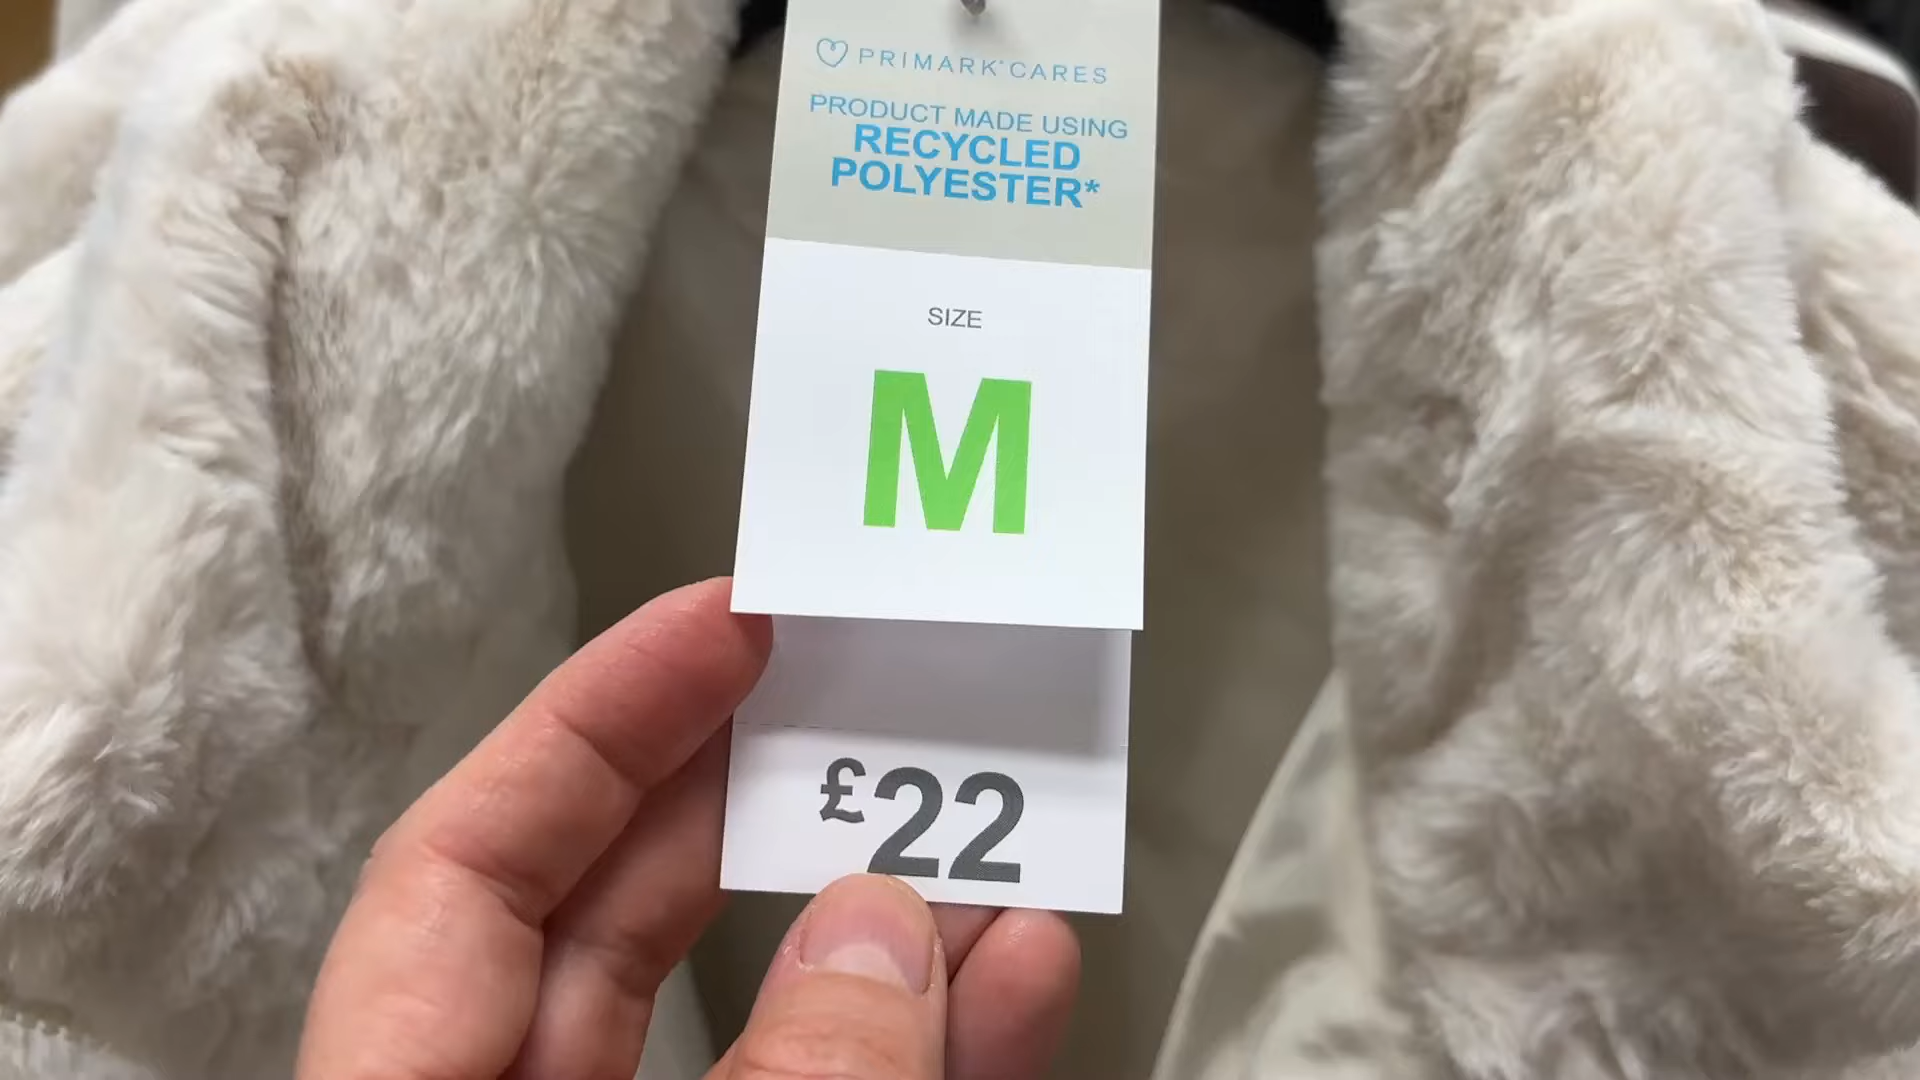 PRIMARK® CARES
PRODUCT MADE USING
RECYCLED
POLYESTER*
SIZE
M
£22